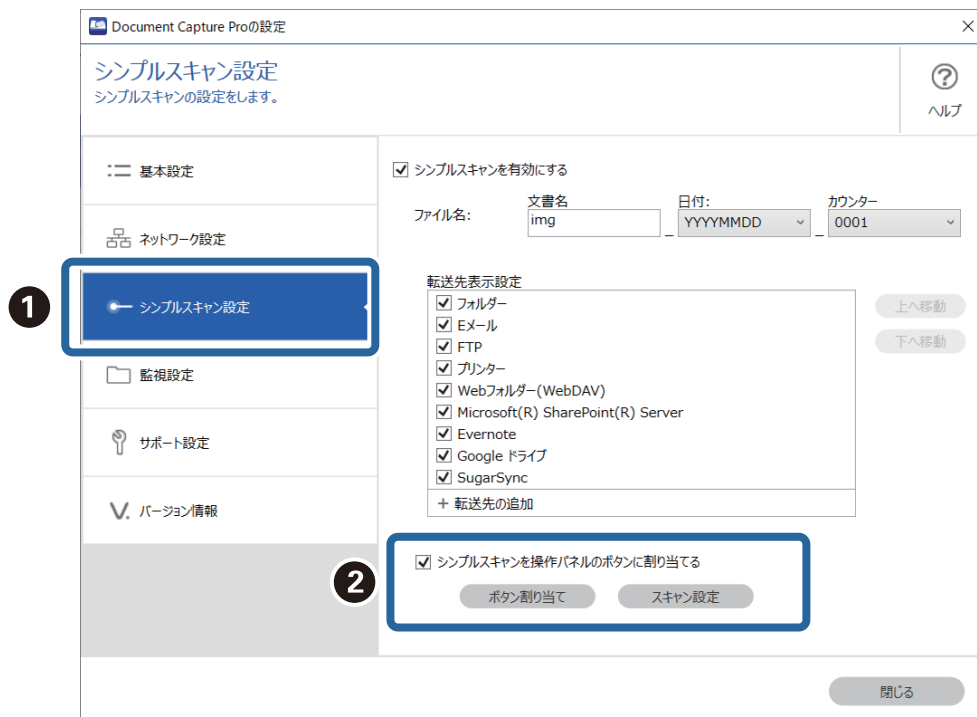 Document Capture Proの設定
シンプルスキャン設定
シンプルスキャンの設定をします。
ヘルプ
基本設定
ネットワーク設定
1
シンプルスキャン設定
監視設定
サポート設定
バージョン情報
シンプルスキャンを有効にする
文書名 日付: カウンター
ファイル名: img _ YYYYMMDD _ 0001
転送先表示設定
フォルダー
Eメール
FTP
プリンター
Webフォルダー(WebDAV)
Microsoft(R) SharePoint(R) Server
Evernote
Google ドライブ
SugarSync
+ 転送先の追加
上へ移動
下へ移動
2
シンプルスキャンを操作パネルのボタンに割り当てる
ボタン割り当て スキャン設定
閉じる